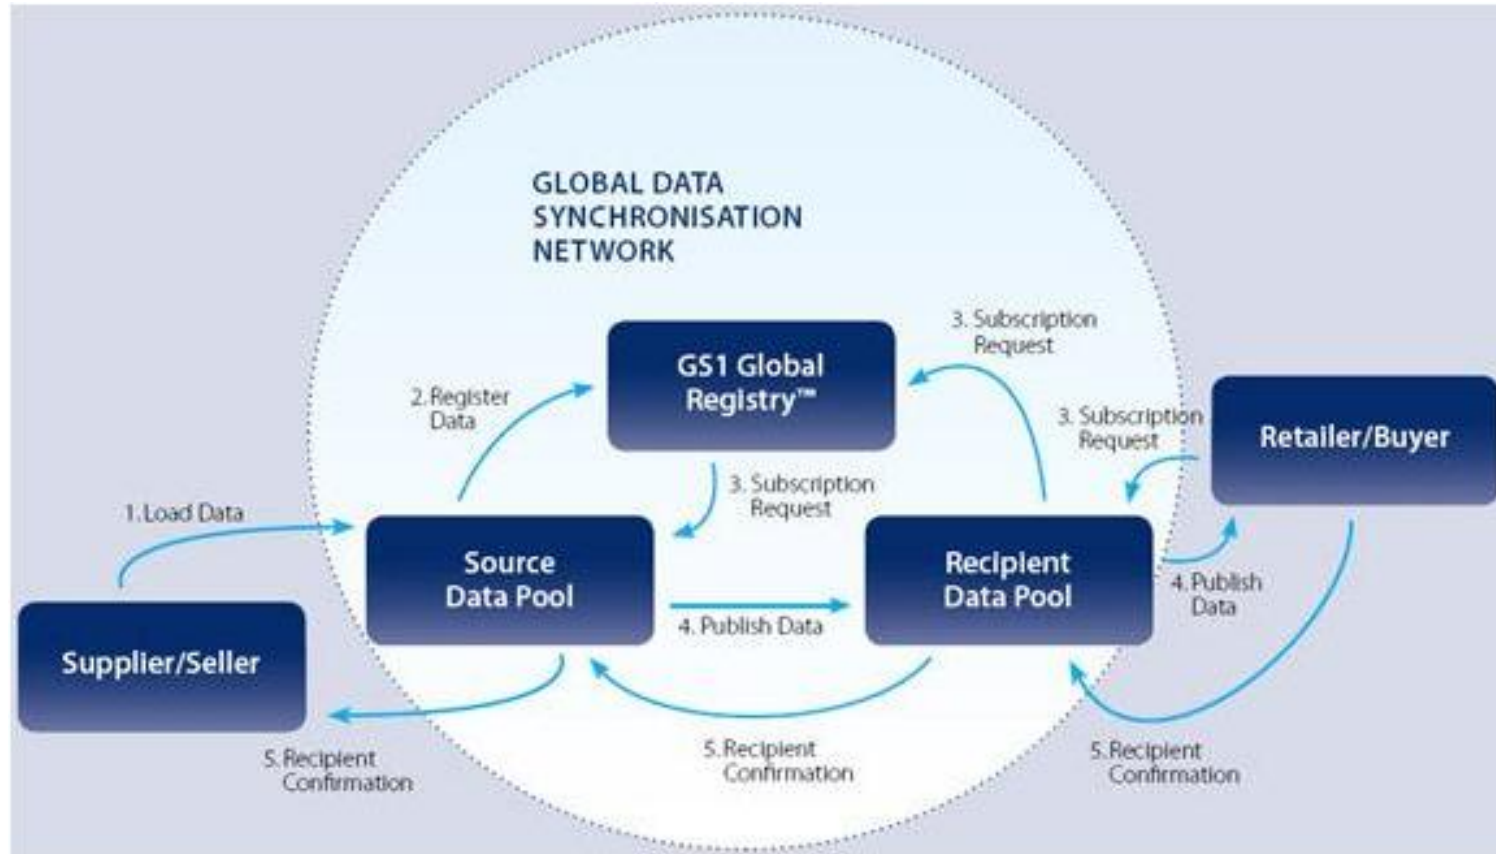 GLOBAL DATA
SYNCHRONISATION
NETWORK
3. Subscription
Request
GS1 Global
Registry™
2. Register
Data
3. Subscription
Request
Retailer/Buyer
3. Subscription
Request
1. Load Data
Source
Data Pool
Recipient
Data Pool
4. Publish
Data
4. Publish Data
Supplier/Seller
5. Recipient
Confirmation
5. Recipient
Confirmation
5. Recipient
Confirmation